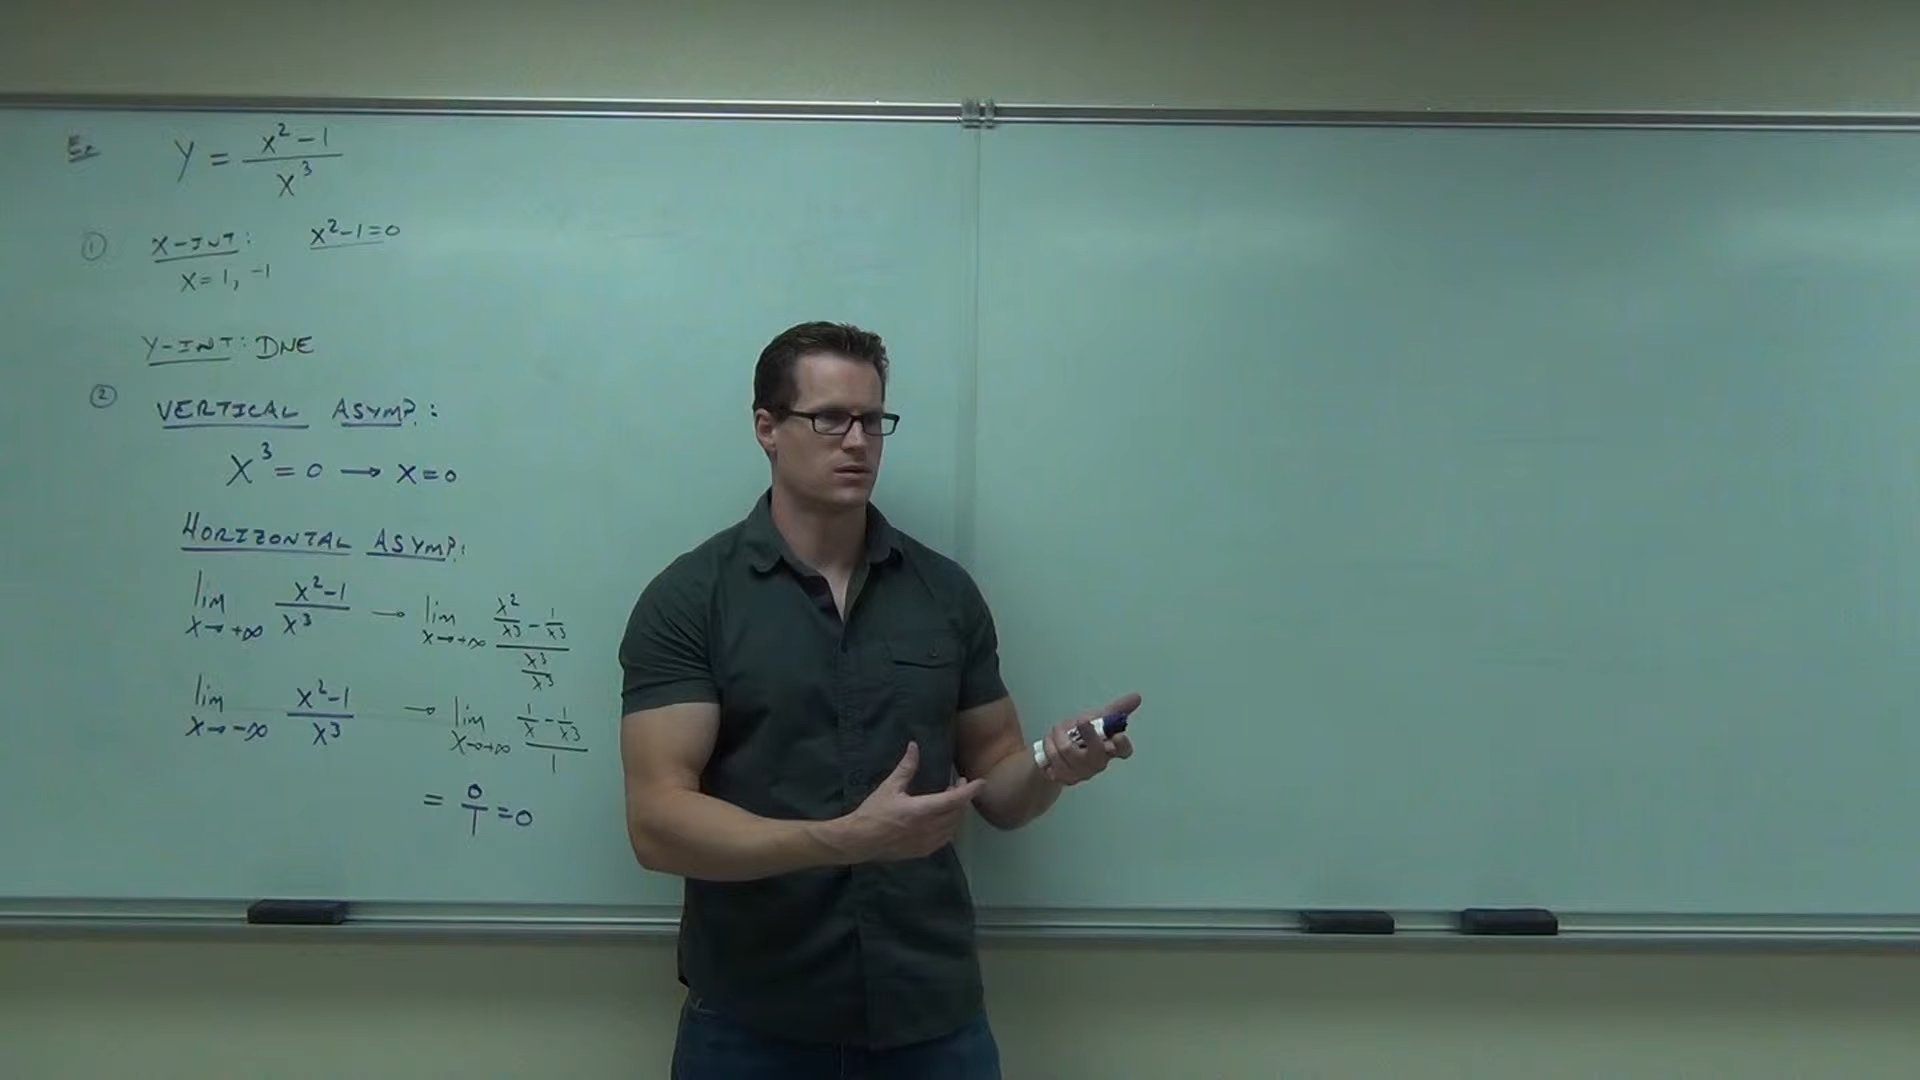 Ex Y = (x² - 1) / x³
① X-INT: x² - 1 = 0
X = 1, -1
Y-INT: DNE
② VERTICAL ASYMP:
X³ = 0 → X = 0
HORIZONTAL ASYMP:
lim x→+∞ (x² - 1) / x³ → lim x→+∞ (x²/x³ - 1/x³) / (x³/x³)
lim x→-∞ (x² - 1) / x³ → lim x→+∞ (1/x - 1/x³) / 1
= 0/1 = 0